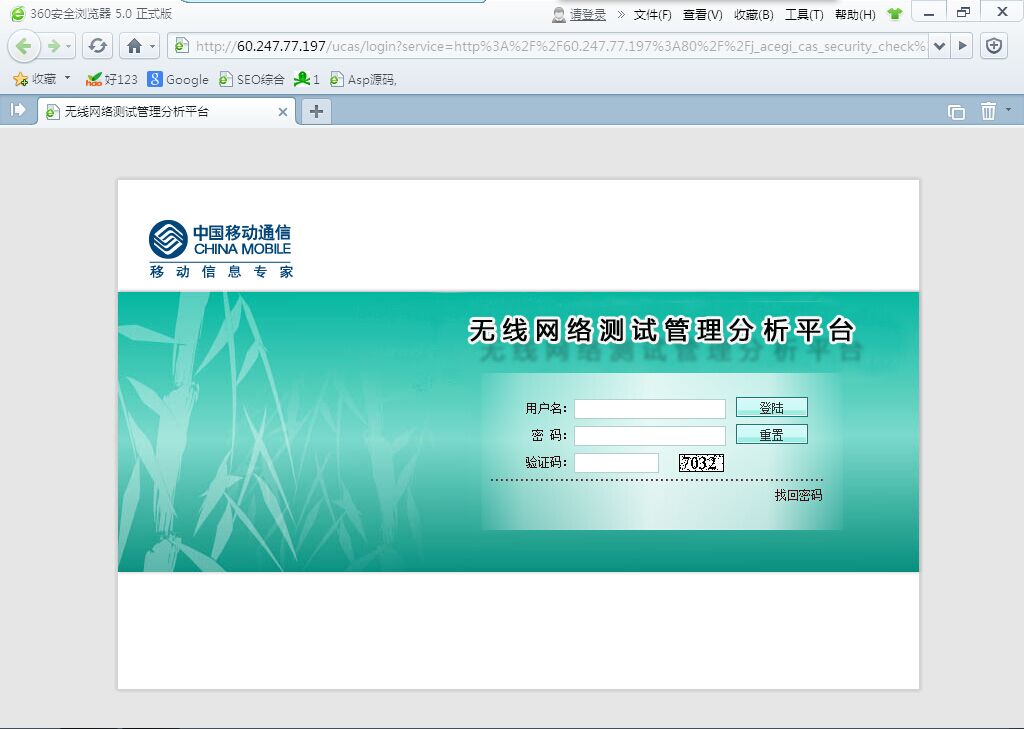 360安全浏览器 5.0 正式版
请登录 » 文件(F) 查看(V) 收藏(B) 工具(T) 帮助(H)
http://60.247.77.197/ucas/login?service=http%3A%2F%2F60.247.77.197%3A80%2F%2Fj_acegi_cas_security_check%
收藏 好123 Google SEO综合 1 Asp源码,
无线网络测试管理分析平台
中国移动通信
CHINA MOBILE
移动信息专家
无线网络测试管理分析平台
用户名: 登陆
密 码: 重置
验证码: 7032
找回密码